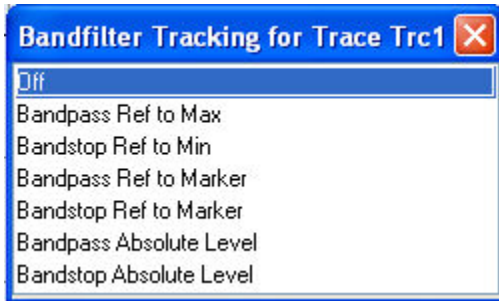 Bandfilter Tracking for Trace Trc1
Off
Bandpass Ref to Max
Bandstop Ref to Min
Bandpass Ref to Marker
Bandstop Ref to Marker
Bandpass Absolute Level
Bandstop Absolute Level